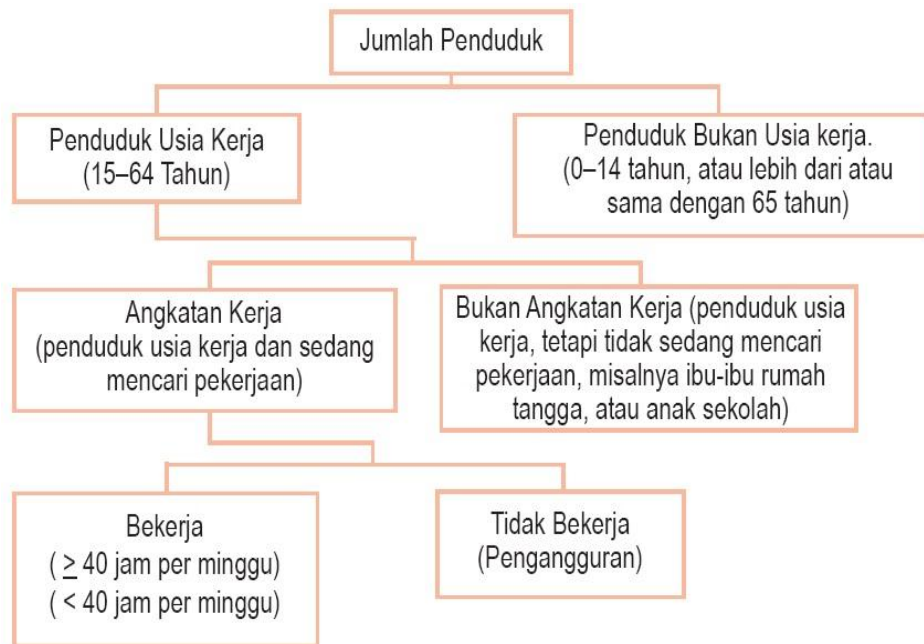 Jumlah Penduduk
Penduduk Usia Kerja
(15–64 Tahun)
Penduduk Bukan Usia kerja.
(0–14 tahun, atau lebih dari atau
sama dengan 65 tahun)
Angkatan Kerja
(penduduk usia kerja dan sedang
mencari pekerjaan)
Bukan Angkatan Kerja (penduduk usia
kerja, tetapi tidak sedang mencari
pekerjaan, misalnya ibu-ibu rumah
tangga, atau anak sekolah)
Bekerja
( ≥ 40 jam per minggu)
( < 40 jam per minggu)
Tidak Bekerja
(Pengangguran)